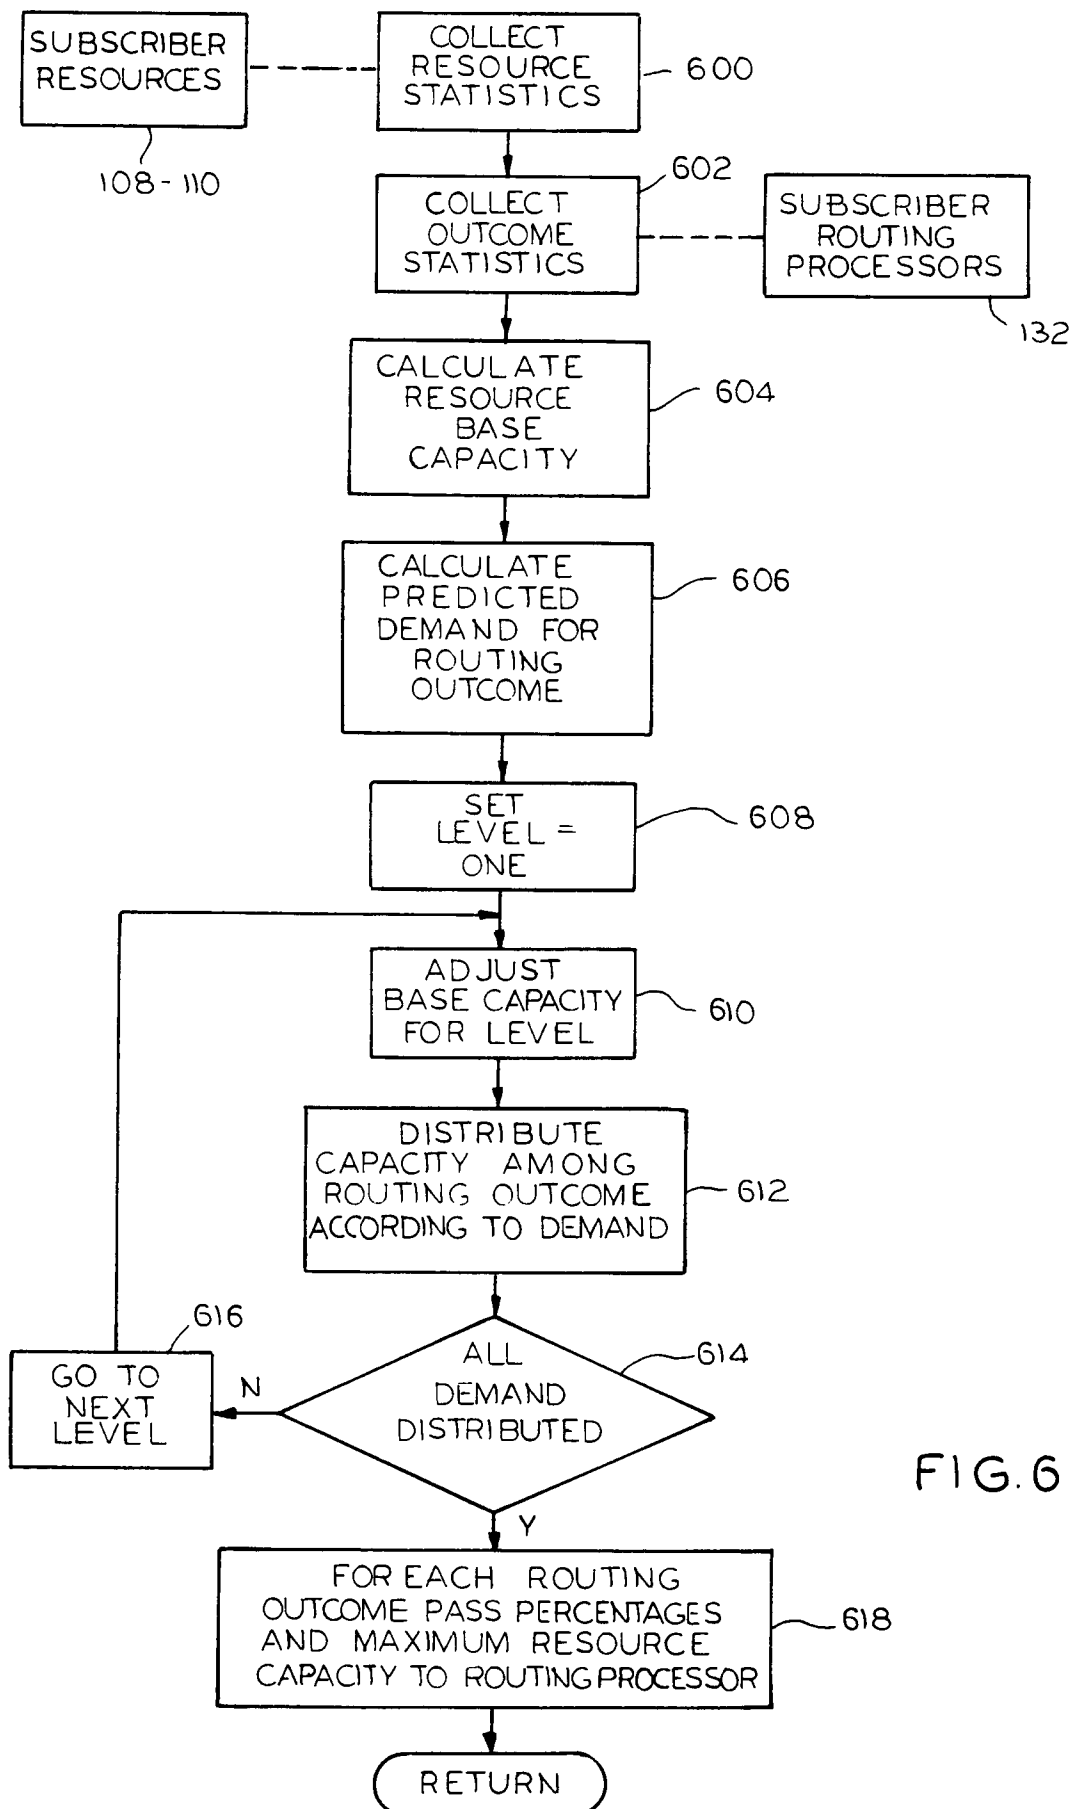 SUBSCRIBER
RESOURCES
108-110
COLLECT
RESOURCE
STATISTICS
600
COLLECT
OUTCOME
STATISTICS
602
SUBSCRIBER
ROUTING
PROCESSORS
132
CALCULATE
RESOURCE
BASE
CAPACITY
604
CALCULATE
PREDICTED
DEMAND FOR
ROUTING
OUTCOME
606
SET
LEVEL =
ONE
608
ADJUST
BASE CAPACITY
FOR LEVEL
610
DISTRIBUTE
CAPACITY AMONG
ROUTING OUTCOME
ACCORDING TO DEMAND
612
ALL
DEMAND
DISTRIBUTED
614
N
616
GO TO
NEXT
LEVEL
Y
FOR EACH ROUTING
OUTCOME PASS PERCENTAGES
AND MAXIMUM RESOURCE
CAPACITY TO ROUTING PROCESSOR
618
RETURN
FIG. 6